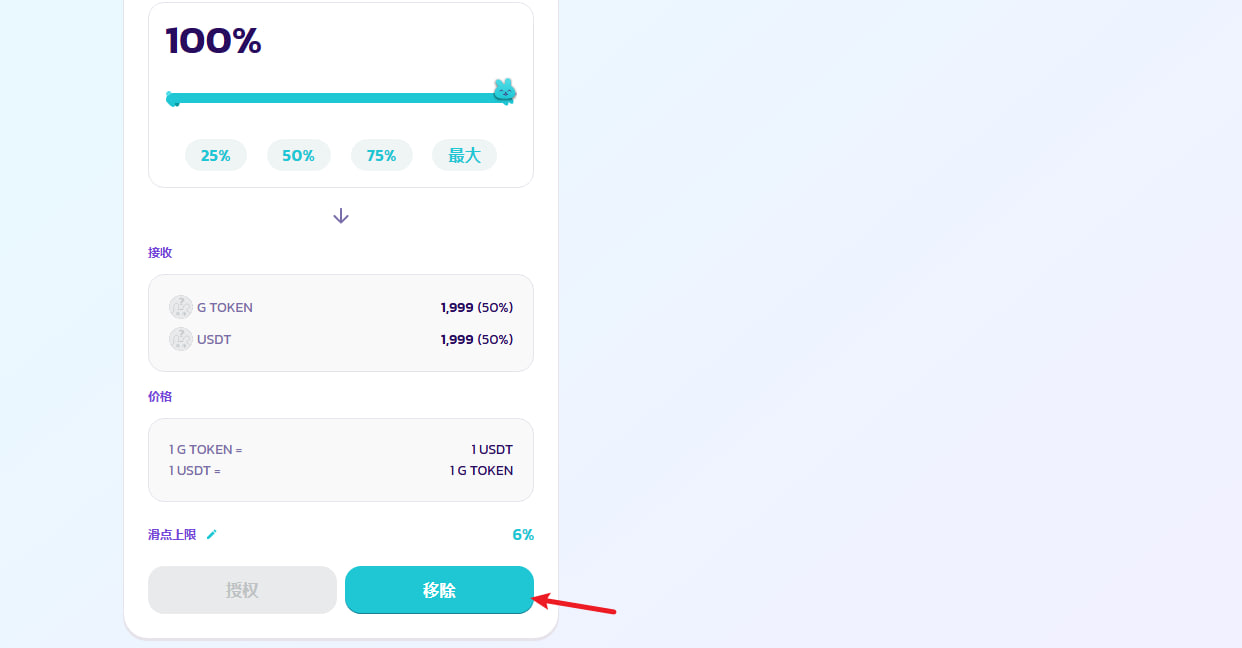 100%
25% 50% 75% 最大
接收
G TOKEN 1,999 (50%)
USDT 1,999 (50%)
价格
1 G TOKEN = 1 USDT
1 USDT = 1 G TOKEN
滑点上限 6%
授权 移除